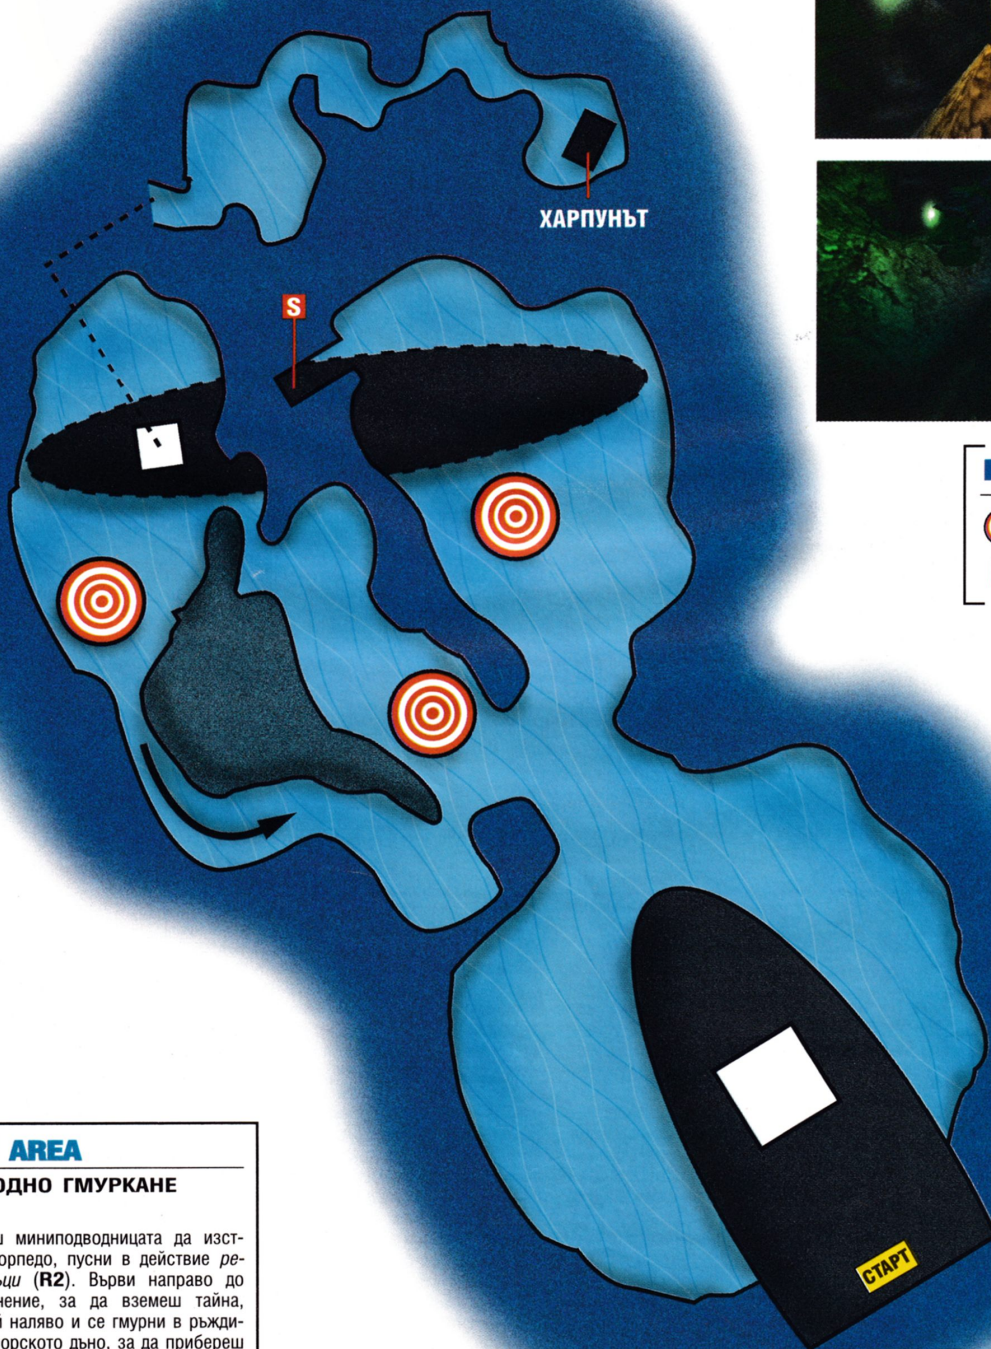 ХАРПУНЪТ
S
СТАРТ
AREA
ОДНО ГМУРКАНЕ
миниподводницата да изст-
орпедо, пусни в действие ре-
ци (R2). Върви направо до
нение, за да вземеш тайна,
й наляво и се гмурни в ръжди-
орското дъно, за да прибереш